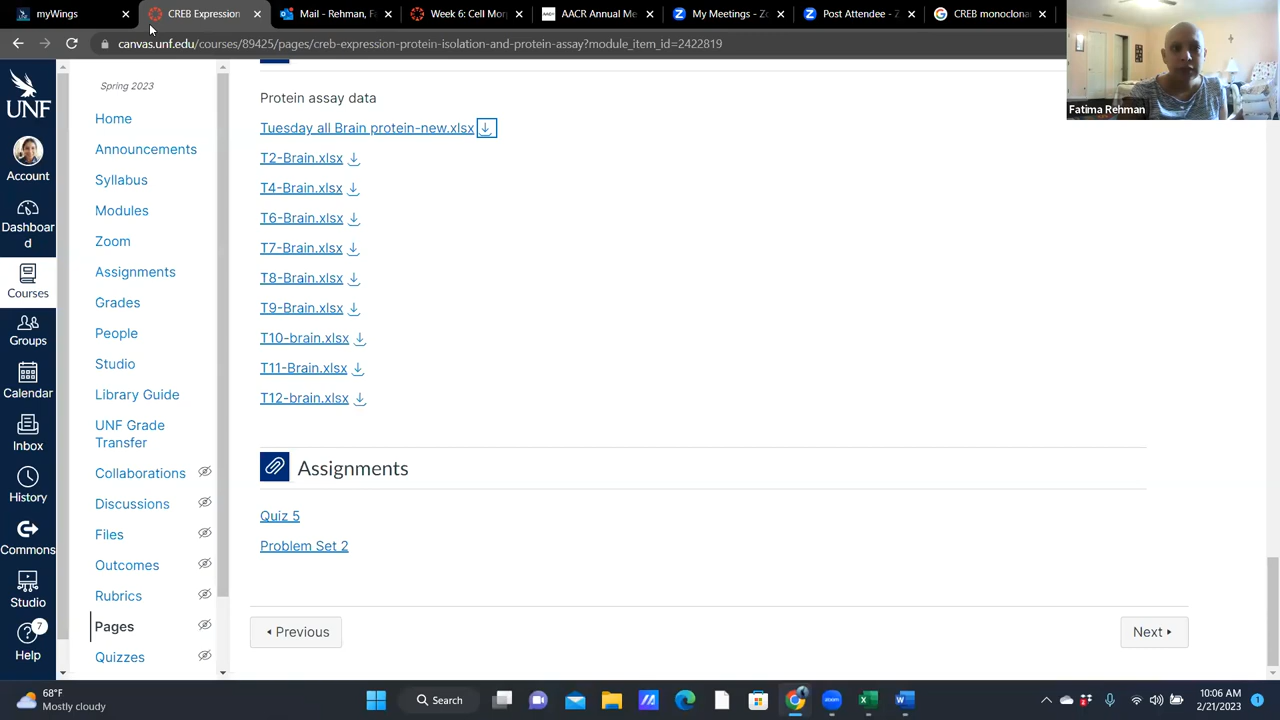 myWings
CREB Expression
Mail - Rehman, F
Week 6: Cell Mor
AACR Annual Me
My Meetings - Z
Post Attendee - Z
CREB monoclona
canvas.unf.edu/courses/89425/pages/creb-expression-protein-isolation-and-protein-assay?module_item_id=2422819
UNF
Account
Dashboar
d
Courses
Groups
Calendar
Inbox
History
Commons
Studio
7
Help
Spring 2023
Home
Announcements
Syllabus
Modules
Zoom
Assignments
Grades
People
Studio
Library Guide
UNF Grade
Transfer
Collaborations
Discussions
Files
Outcomes
Rubrics
Pages
Quizzes
Protein assay data
Tuesday all Brain protein-new.xlsx
T2-Brain.xlsx
T4-Brain.xlsx
T6-Brain.xlsx
T7-Brain.xlsx
T8-Brain.xlsx
T9-Brain.xlsx
T10-brain.xlsx
T11-Brain.xlsx
T12-brain.xlsx
Assignments
Quiz 5
Problem Set 2
Previous
Next
Fatima Rehman
68°F
Mostly cloudy
Search
zoom
10:06 AM
2/21/2023
1